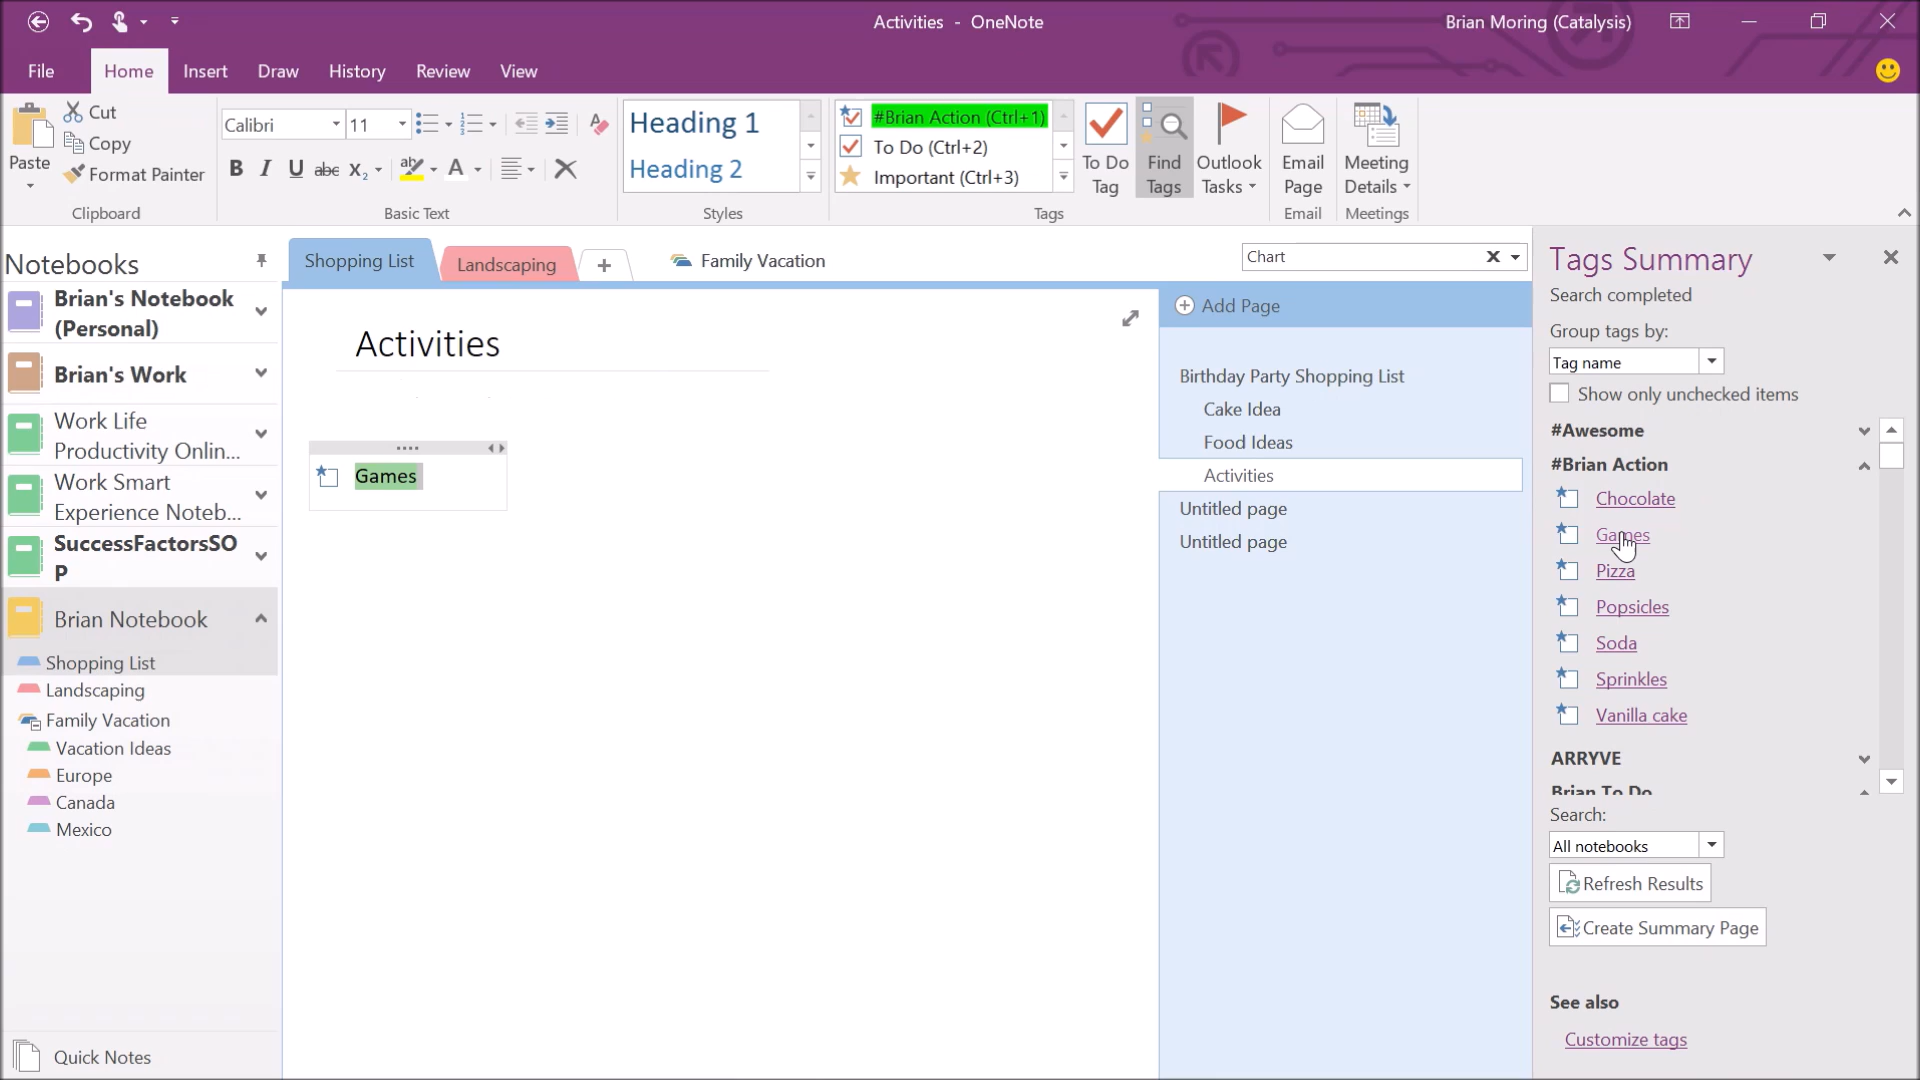 Activities - OneNote
Brian Moring (Catalysis)
File
Home
Insert
Draw
History
Review
View
Paste
Cut
Copy
Format Painter
Clipboard
Calibri
11
B I U abc X₂
A
Basic Text
Heading 1
Heading 2
Styles
#Brian Action (Ctrl+1)
To Do (Ctrl+2)
Important (Ctrl+3)
To Do
Tag
Find
Tags
Outlook
Tasks
Tags
Email
Page
Email
Meeting
Details
Meetings
Notebooks
Brian's Notebook
(Personal)
Brian's Work
Work Life
Productivity Onlin...
Work Smart
Experience Noteb...
SuccessFactorsSO
P
Brian Notebook
Shopping List
Landscaping
Family Vacation
Vacation Ideas
Europe
Canada
Mexico
Quick Notes
Shopping List
Landscaping
Family Vacation
Chart
Activities
Games
Add Page
Birthday Party Shopping List
Cake Idea
Food Ideas
Activities
Untitled page
Untitled page
Tags Summary
Search completed
Group tags by:
Tag name
Show only unchecked items
#Awesome
#Brian Action
Chocolate
Games
Pizza
Popsicles
Soda
Sprinkles
Vanilla cake
ARRYVE
Brian To Do
Search:
All notebooks
Refresh Results
Create Summary Page
See also
Customize tags